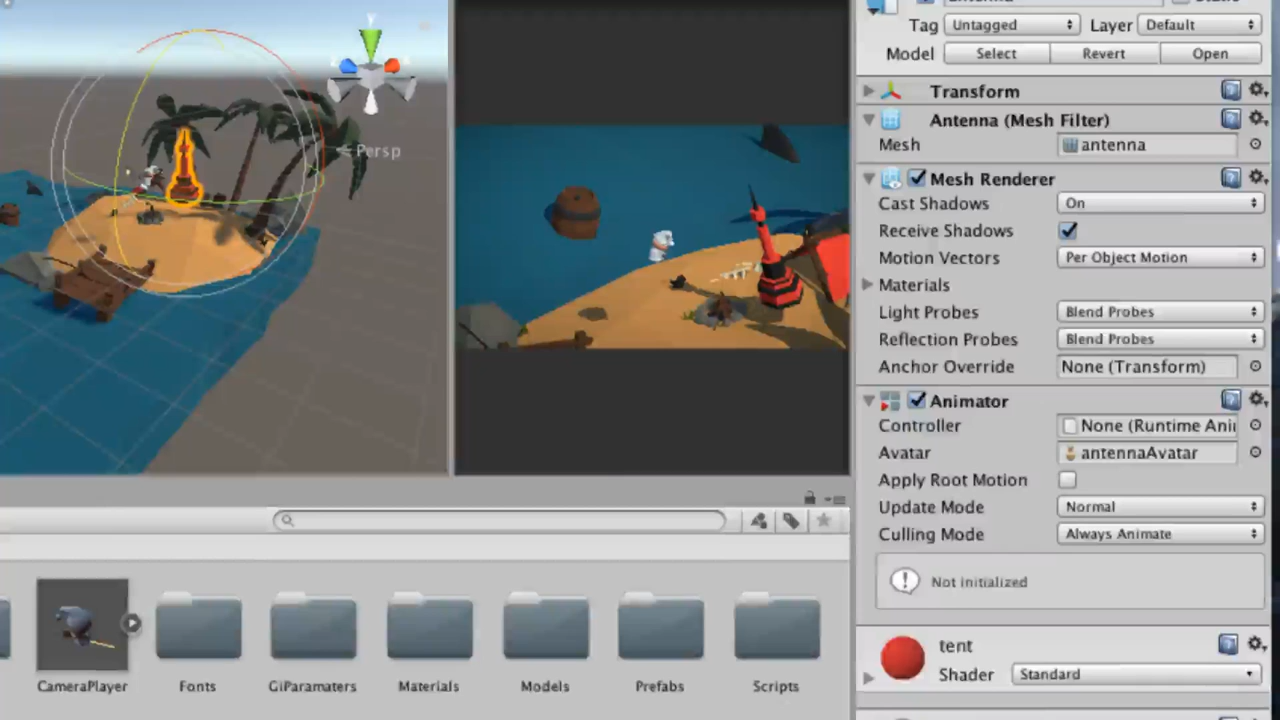 Tag Untagged Layer Default
Model Select Revert Open
Transform
Antenna (Mesh Filter)
Mesh antenna
Mesh Renderer
Cast Shadows On
Receive Shadows
Motion Vectors Per Object Motion
Materials
Light Probes Blend Probes
Reflection Probes Blend Probes
Anchor Override None (Transform)
Animator
Controller None (Runtime Ani
Avatar antennaAvatar
Apply Root Motion
Update Mode Normal
Culling Mode Always Animate
Not initialized
tent
Shader Standard
Persp
CameraPlayer Fonts GiParamaters Materials Models Prefabs Scripts